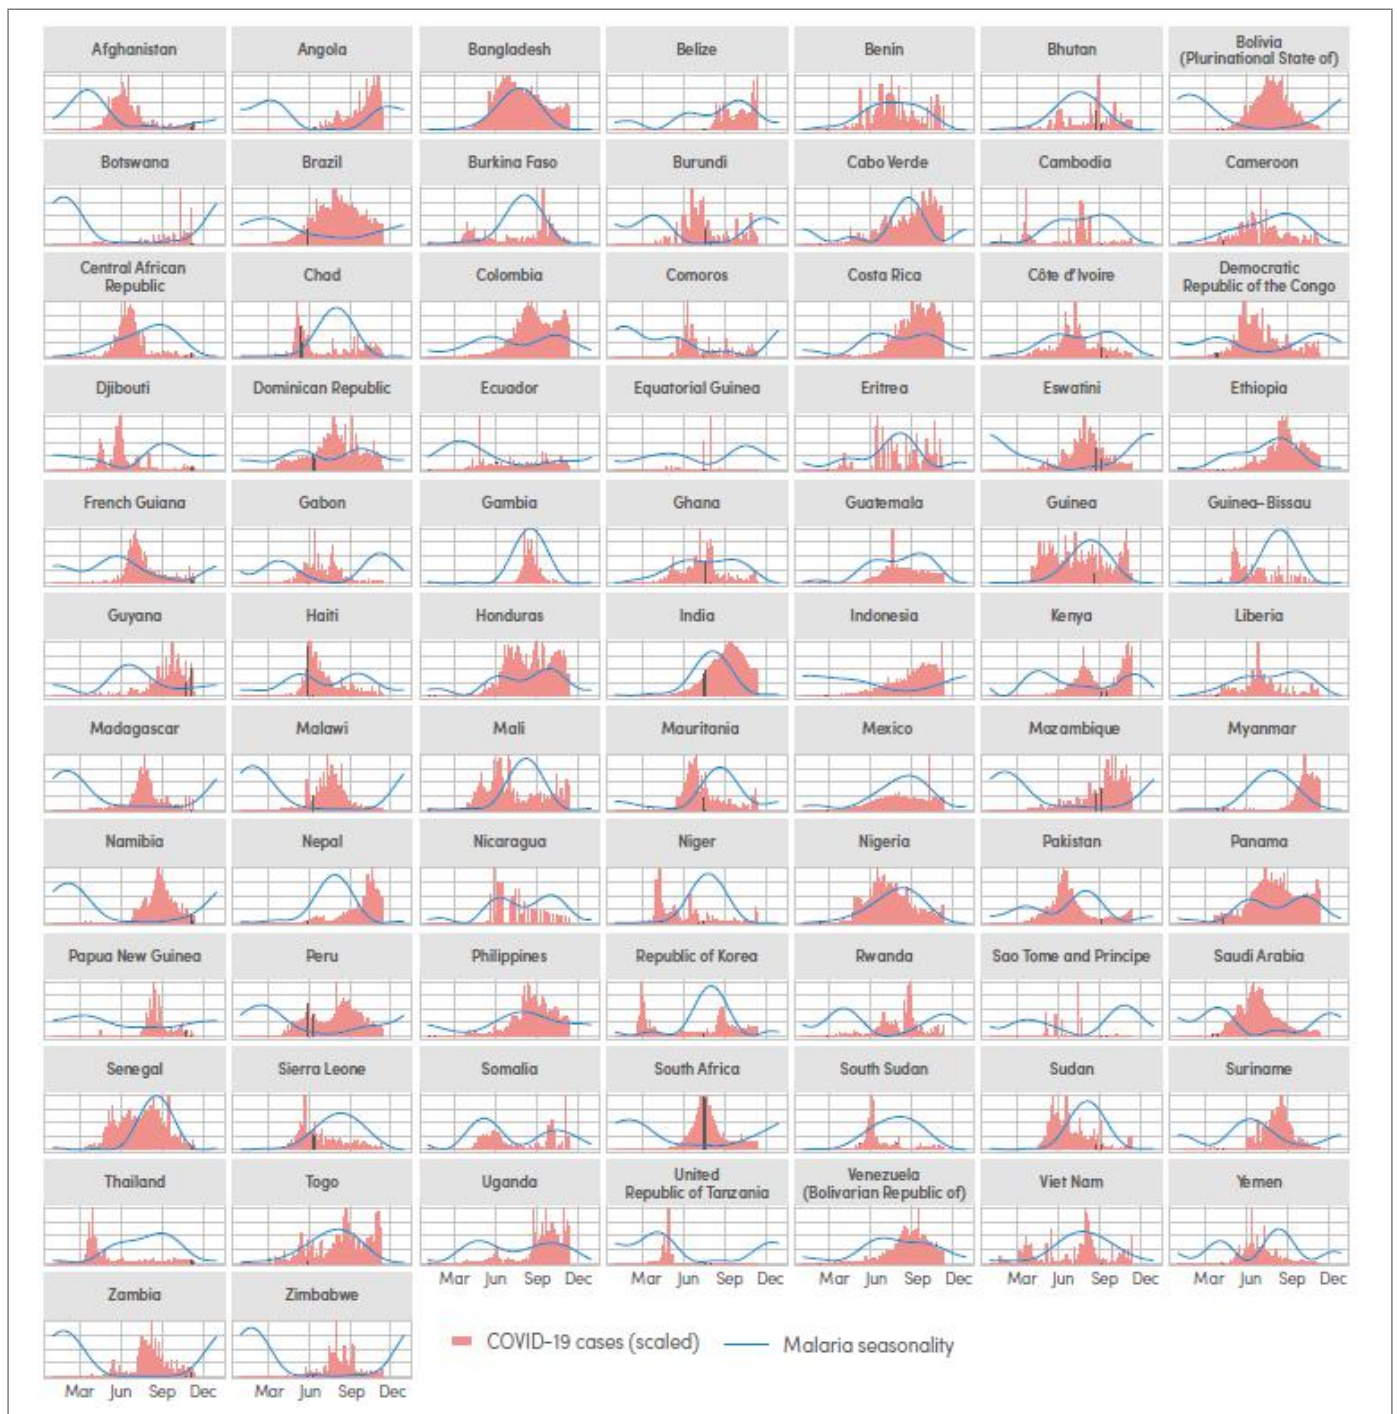 Afghanistan
Angola
Bangladesh
Belize
Benin
Bhutan
Bolivia
(Plurinational State of)
Botswana
Brazil
Burkina Faso
Burundi
Cabo Verde
Cambodia
Cameroon
Central African
Republic
Chad
Colombia
Comoros
Costa Rica
Côte d'Ivoire
Democratic
Republic of the Congo
Djibouti
Dominican Republic
Ecuador
Equatorial Guinea
Eritrea
Eswatini
Ethiopia
French Guiana
Gabon
Gambia
Ghana
Guatemala
Guinea
Guinea–Bissau
Guyana
Haiti
Honduras
India
Indonesia
Kenya
Liberia
Madagascar
Malawi
Mali
Mauritania
Mexico
Mozambique
Myanmar
Namibia
Nepal
Nicaragua
Niger
Nigeria
Pakistan
Panama
Papua New Guinea
Peru
Philippines
Republic of Korea
Rwanda
Sao Tome and Principe
Saudi Arabia
Senegal
Sierra Leone
Somalia
South Africa
South Sudan
Sudan
Suriname
Thailand
Togo
Uganda
United
Republic of Tanzania
Venezuela
(Bolivarian Republic of)
Viet Nam
Yemen
Mar Jun Sep Dec
Mar Jun Sep Dec
Mar Jun Sep Dec
Mar Jun Sep Dec
Mar Jun Sep Dec
Zambia
Zimbabwe
COVID-19 cases (scaled)
Malaria seasonality
Mar Jun Sep Dec
Mar Jun Sep Dec